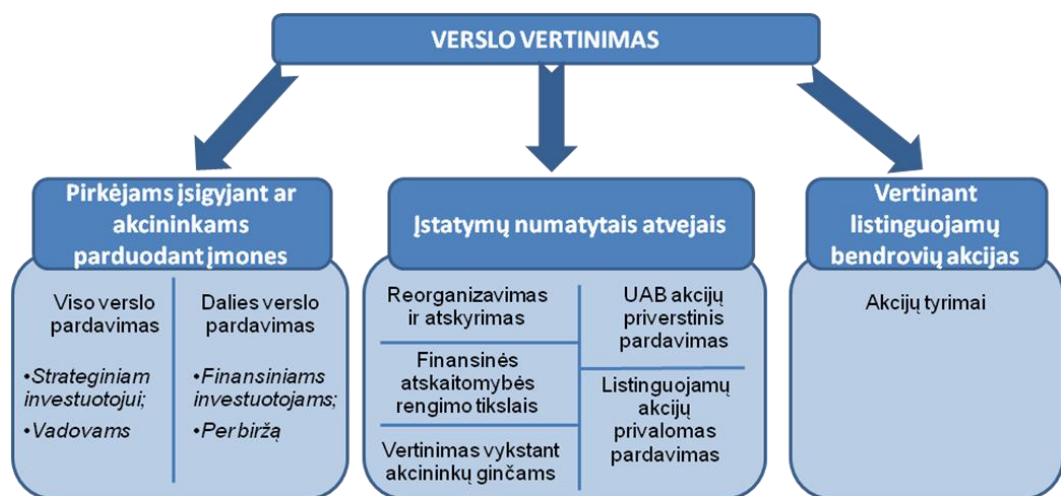 VERSLO VERTINIMAS
Pirkėjams įsigyjant ar
akcininkams
parduodant įmones
Viso verslo
pardavimas
•Strateginiam
investuotojui;
•Vadovams
Dalies verslo
pardavimas
•Finansiniams
investuotojams;
•Per biržą
Įstatymų numatytais atvejais
Reorganizavimas
ir atskyrimas
Finansinės
atskaitomybės
rengimo tikslais
Vertinimas vykstant
akcininkų ginčams
UAB akcijų
priverstinis
pardavimas
Listinguojamų
akcijų
privalomas
pardavimas
Vertinant
listinguojamų
bendrovių akcijas
Akcijų tyrimai